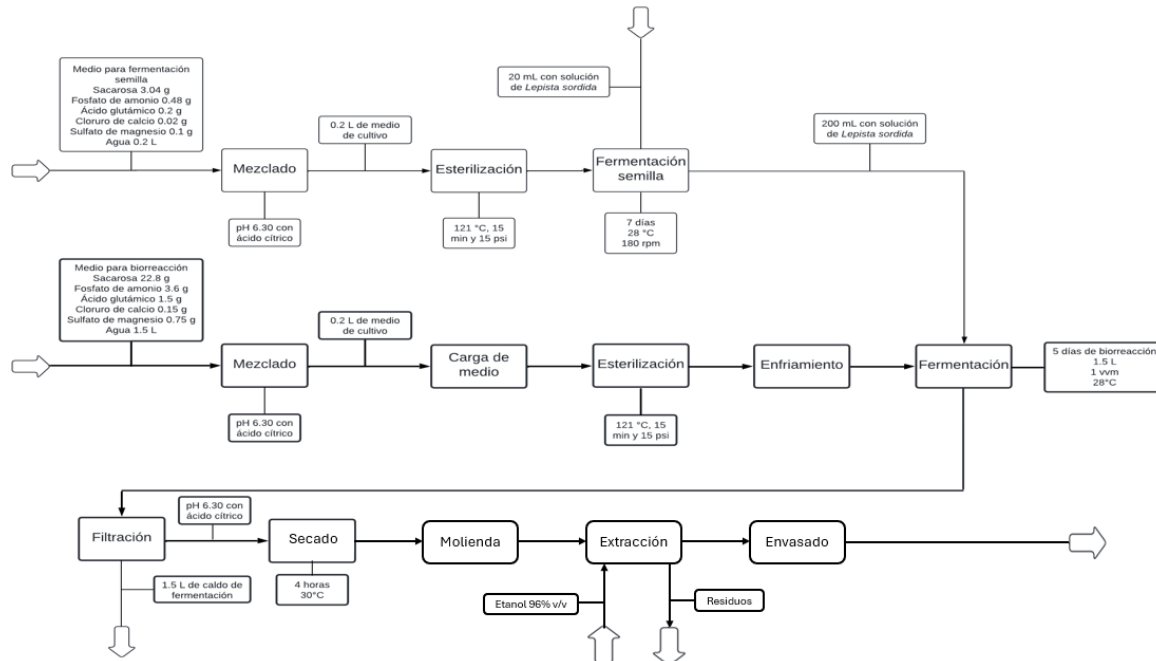 Medio para fermentación
semilla
Sacarosa 3.04 g
Fosfato de amonio 0.48 g
Ácido glutámico 0.2 g
Cloruro de calcio 0.02 g
Sulfato de magnesio 0.1 g
Agua 0.2 L
Mezclado
pH 6.30 con
ácido cítrico
0.2 L de medio
de cultivo
Esterilización
121 °C, 15
min y 15 psi
20 mL con solución
de Lepista sordida
Fermentación
semilla
7 días
28 °C
180 rpm
200 mL con solución
de Lepista sordida
Medio para biorreacción
Sacarosa 22.8 g
Fosfato de amonio 3.6 g
Ácido glutámico 1.5 g
Cloruro de calcio 0.15 g
Sulfato de magnesio 0.75 g
Agua 1.5 L
Mezclado
pH 6.30 con
ácido cítrico
0.2 L de medio
de cultivo
Carga de
medio
Esterilización
121 °C, 15
min y 15 psi
Enfriamiento
Fermentación
5 días de biorreacción
1.5 L
1 vvm
28°C
Filtración
1.5 L de caldo de
fermentación
pH 6.30 con
ácido cítrico
Secado
4 horas
30°C
Molienda
Extracción
Etanol 96% v/v
Residuos
Envasado